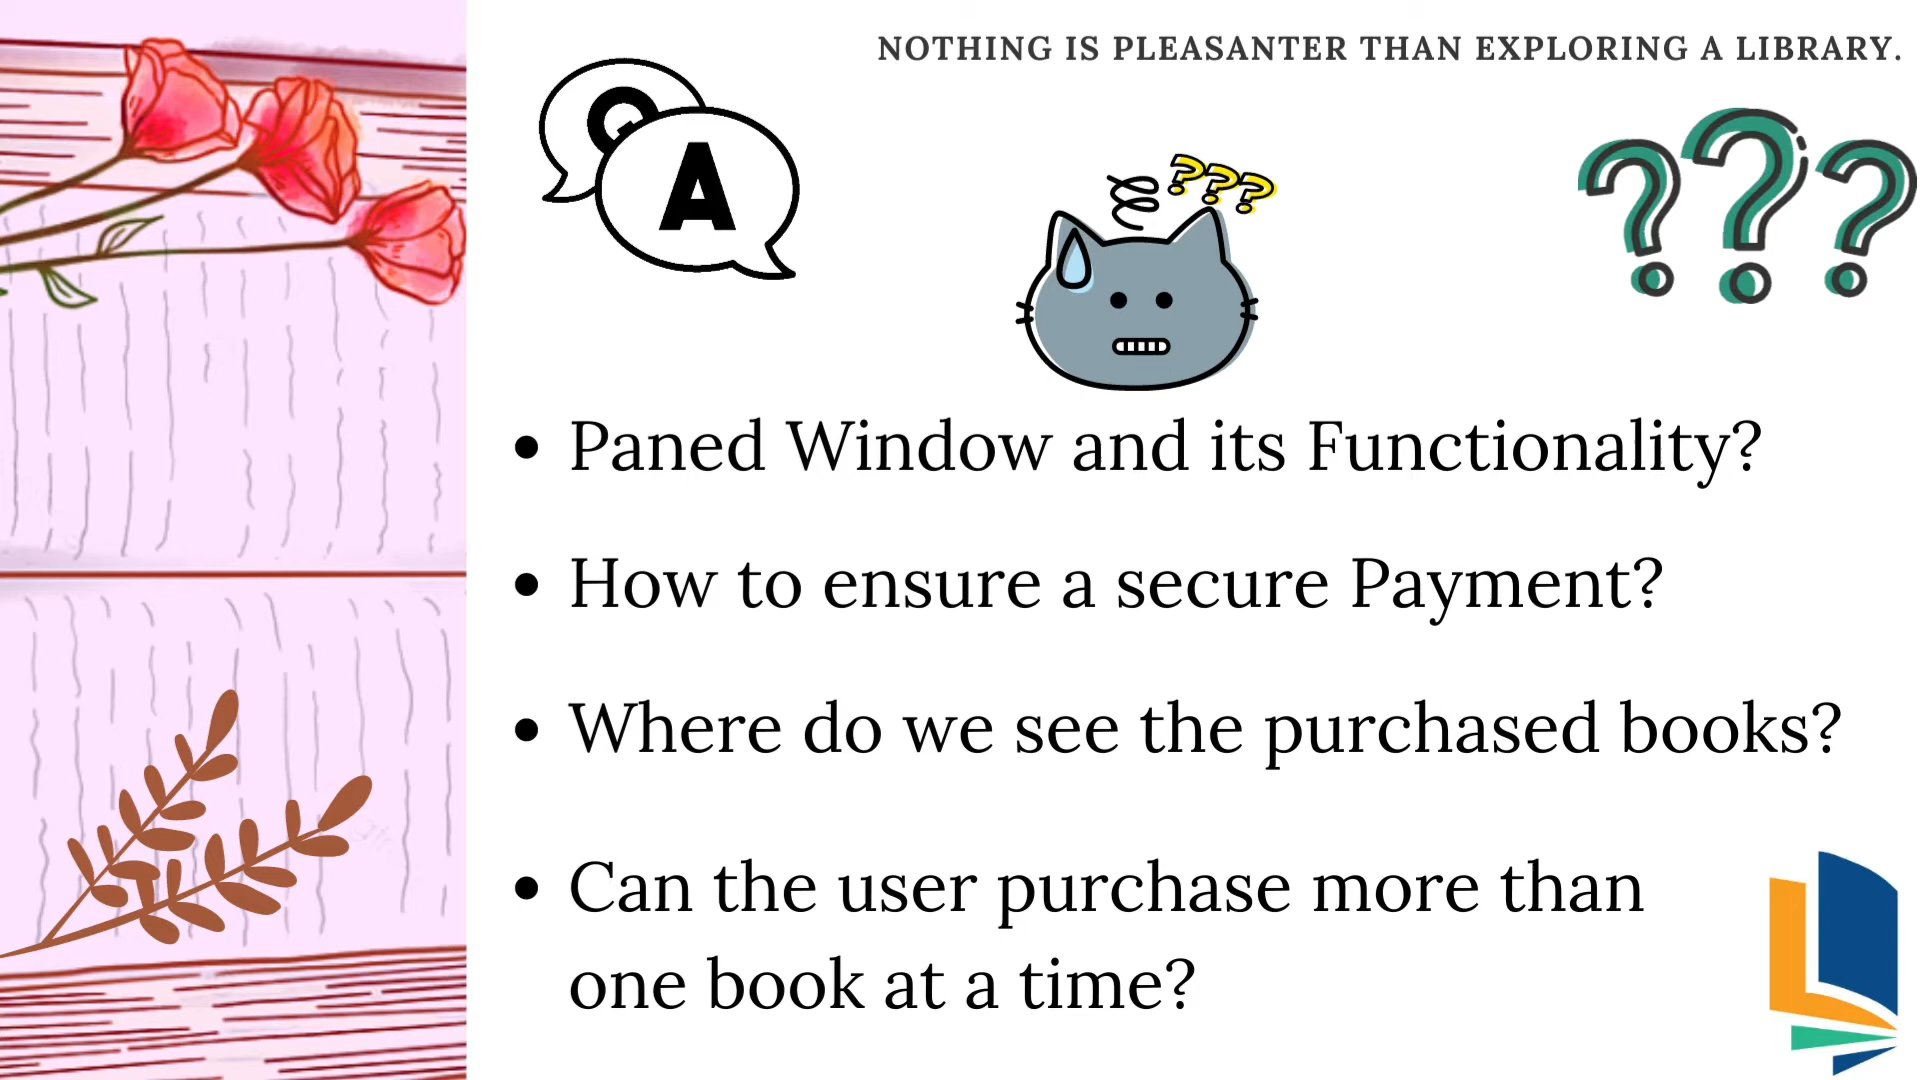 NOTHING IS PLEASANTER THAN EXPLORING A LIBRARY.
Q
A
???
???
• Paned Window and its Functionality?
• How to ensure a secure Payment?
• Where do we see the purchased books?
• Can the user purchase more than
one book at a time?